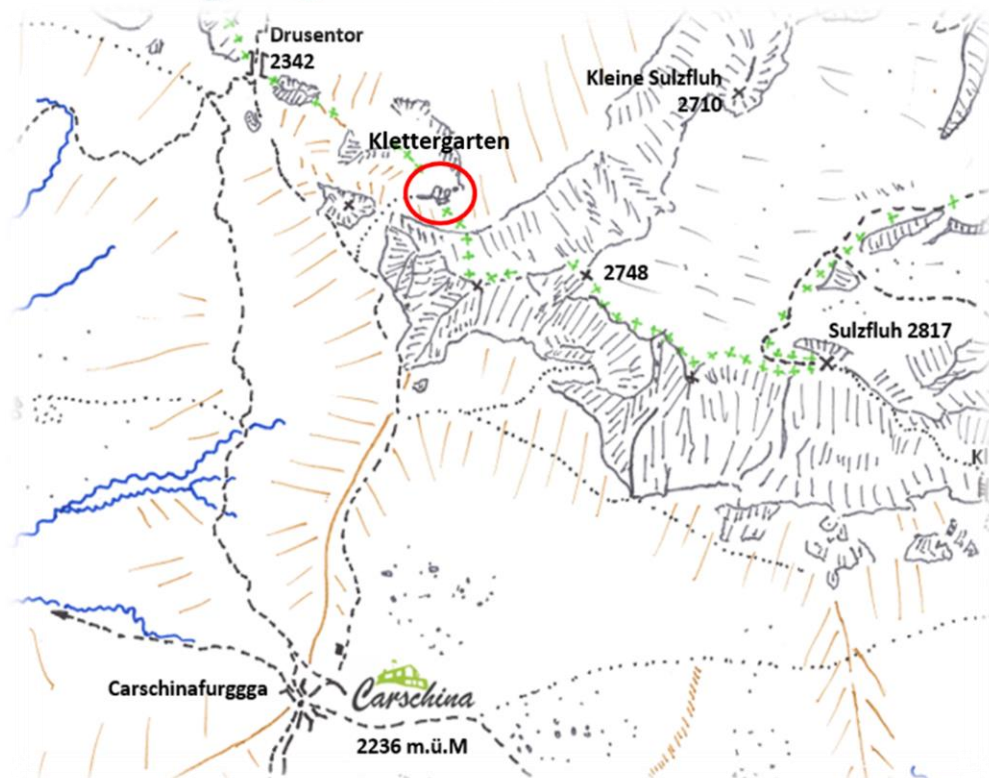 Drusentor
2342
Kleine Sulzfluh
2710
Klettergarten
2748
Sulzfluh 2817
K
Carschinafurggga
Carschina
2236 m.ü.M